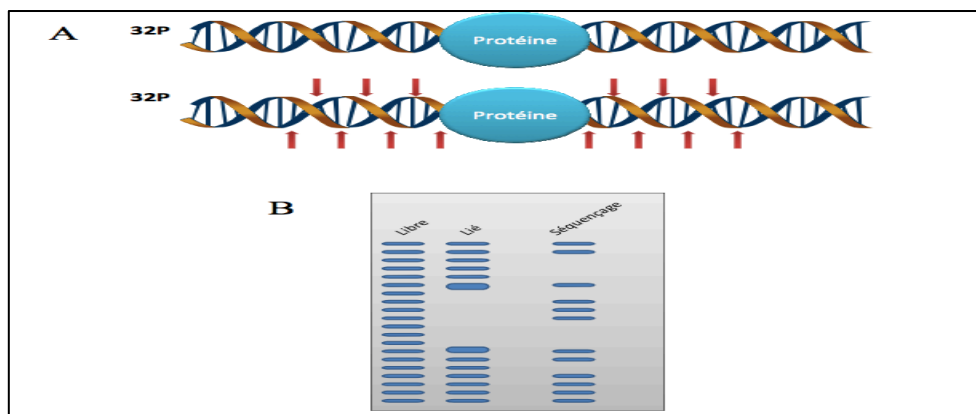 A
32P
Protéine
32P
Protéine
B
Libre
Lié
Séquençage